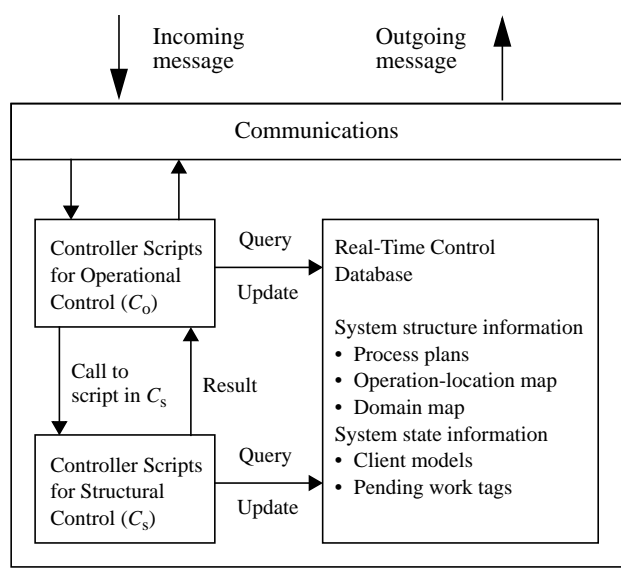 Incoming
message
Outgoing
message
Communications
Controller Scripts
for Operational
Control (Co)
Query
Update
Real-Time Control
Database
System structure information
• Process plans
• Operation-location map
• Domain map
System state information
• Client models
• Pending work tags
Call to
script in Cs
Result
Controller Scripts
for Structural
Control (Cs)
Query
Update